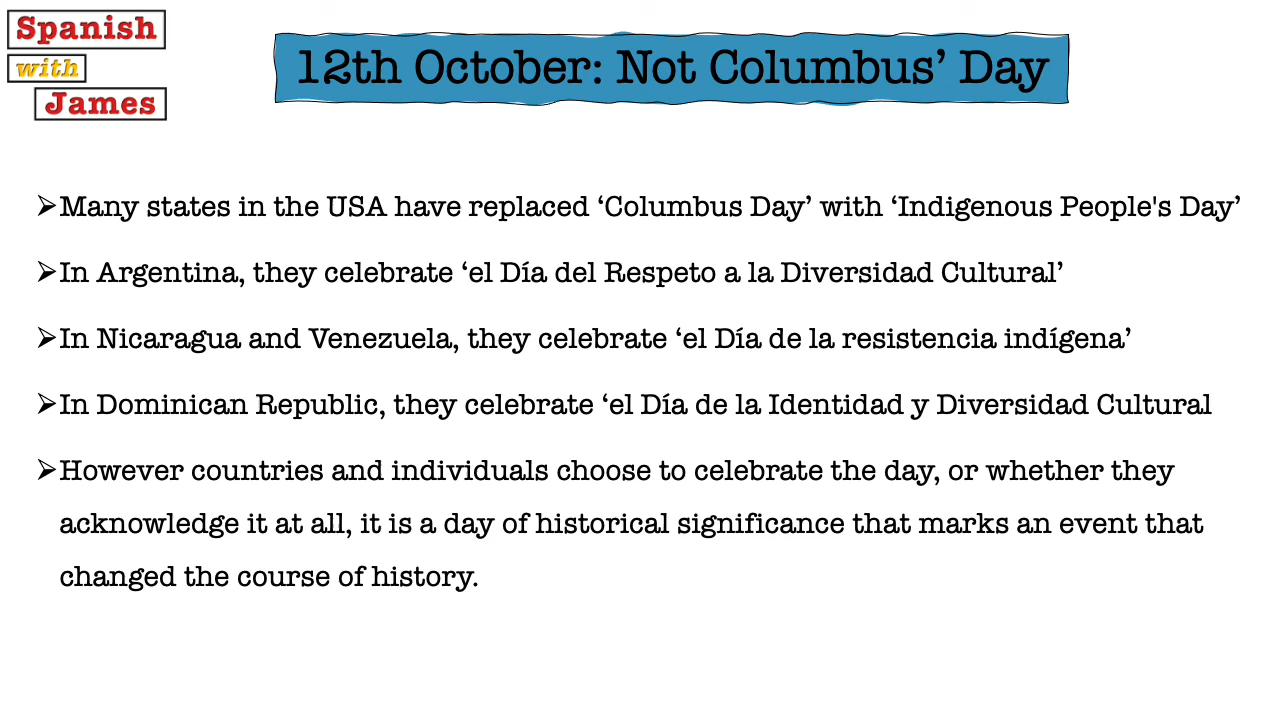 Spanish
with
James
12th October: Not Columbus’ Day
➢Many states in the USA have replaced ‘Columbus Day’ with ‘Indigenous People's Day’
➢In Argentina, they celebrate ‘el Día del Respeto a la Diversidad Cultural’
➢In Nicaragua and Venezuela, they celebrate ‘el Día de la resistencia indígena’
➢In Dominican Republic, they celebrate ‘el Día de la Identidad y Diversidad Cultural
➢However countries and individuals choose to celebrate the day, or whether they
acknowledge it at all, it is a day of historical significance that marks an event that
changed the course of history.